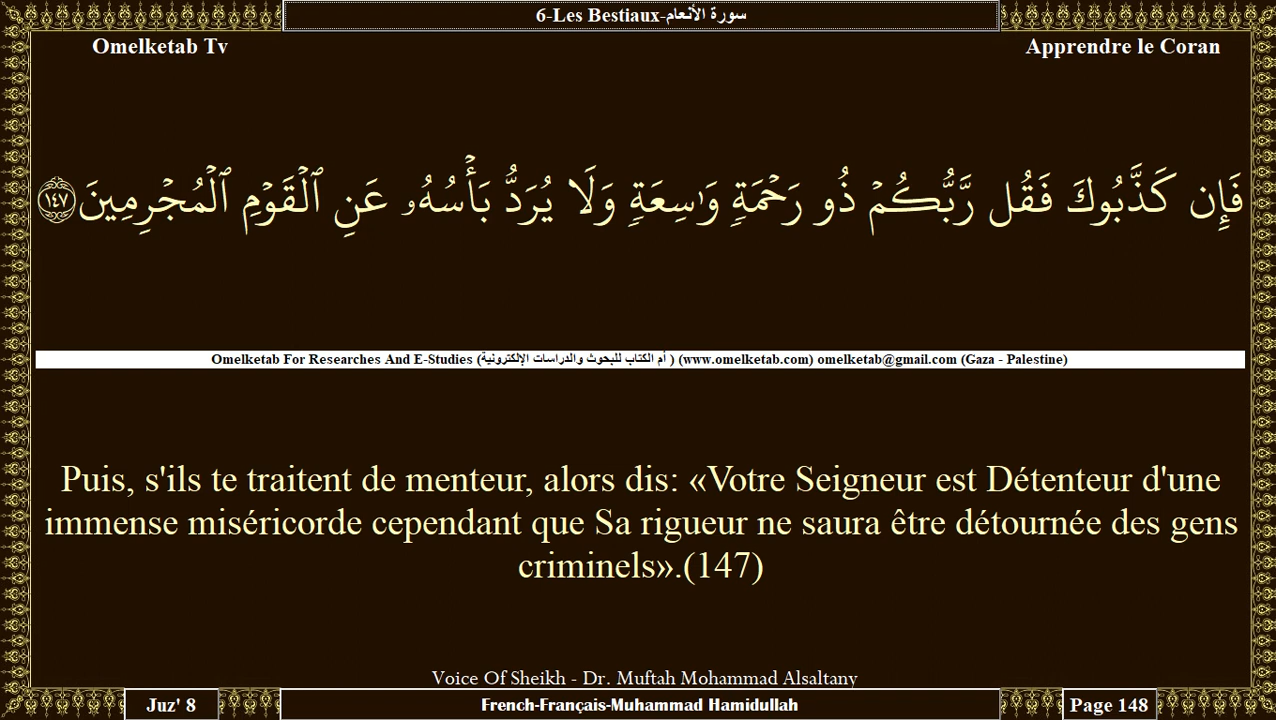 6-Les Bestiaux-سورة الأنعام
Omelketab Tv
Apprendre le Coran
فَإِن كَذَّبُوكَ فَقُل رَّبُّكُمۡ ذُو رَحۡمَةٖ وَٰسِعَةٖ وَلَا يُرَدُّ بَأۡسُهُۥ عَنِ ٱلۡقَوۡمِ ٱلۡمُجۡرِمِينَ ١٤٧
Omelketab For Researches And E-Studies (أم الكتاب للبحوث والدراسات الإلكترونية ) (www.omelketab.com) omelketab@gmail.com (Gaza - Palestine)
Puis, s'ils te traitent de menteur, alors dis: «Votre Seigneur est Détenteur d'une
immense miséricorde cependant que Sa rigueur ne saura être détournée des gens
criminels».(147)
Voice Of Sheikh - Dr. Muftah Mohammad Alsaltany
Juz' 8
French-Français-Muhammad Hamidullah
Page 148